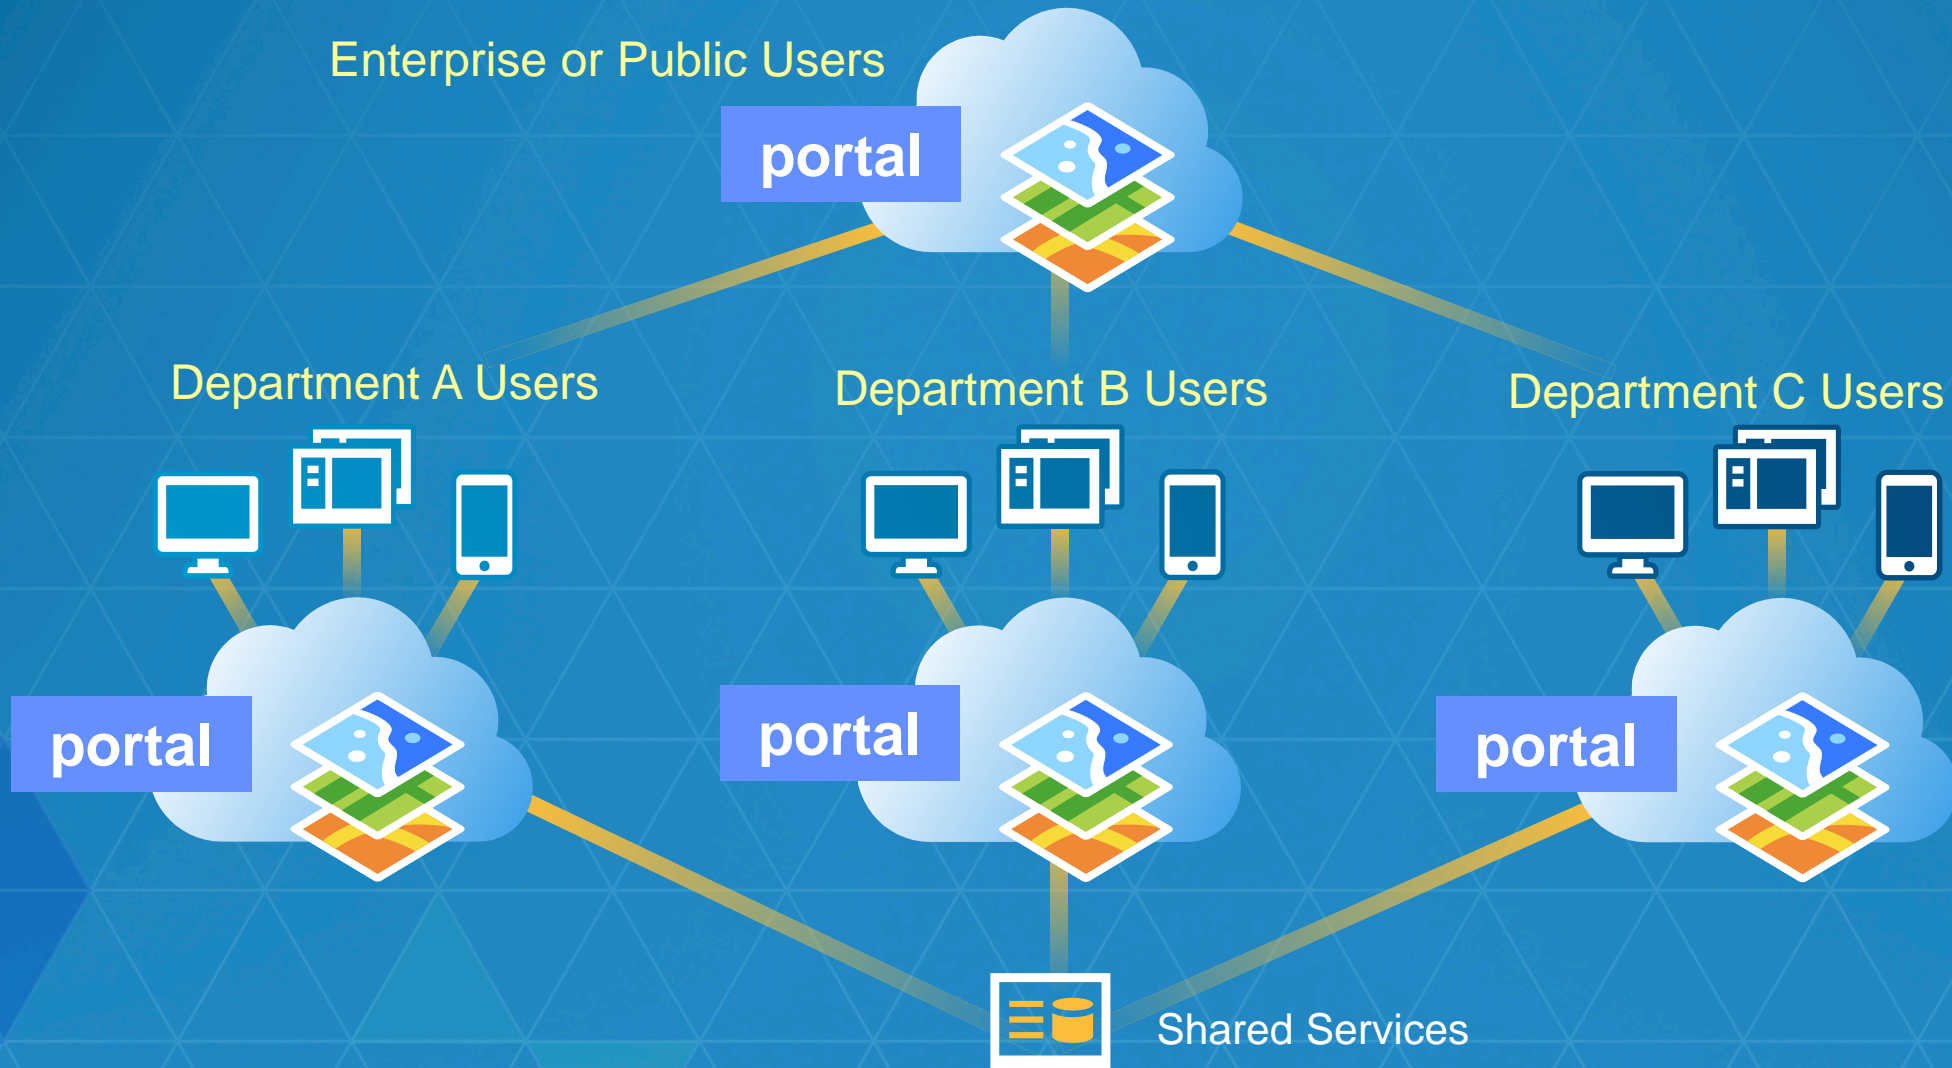 Enterprise or Public Users
portal
Department A Users
Department B Users
Department C Users
portal
portal
portal
Shared Services